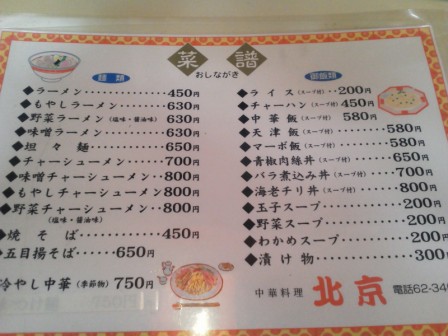 菜譜
おしながき
麺類
◆ラーメン・・・・・・・450円
◆もやしラーメン・・・・・630円
◆野菜ラーメン(塩味・醤油味)・630円
◆味噌ラーメン・・・・・・630円
◆坦々麺・・・・・・・・650円
◆チャーシューメン・・・・700円
◆味噌チャーシューメン・・800円
◆もやしチャーシューメン 800円
◆野菜チャーシューメン・・800円
(塩味・醤油味)
◆焼そば・・・・・・・450円
◆五目揚そば・・・・650円
冷やし中華(季節物) 750円
御飯類
◆ライス(スープ付)・・200円
◆チャーハン(スープ付) 450円
◆中華飯(スープ付) 580円
◆天津飯(スープ付)・・・580円
◆マーボ飯(スープ付)・・・580円
◆青椒肉絲丼(スープ付)・・650円
◆バラ煮込み丼(スープ付)・700円
◆海老チリ丼(スープ付)・・800円
◆玉子スープ・・・・・200円
◆野菜スープ・・・・・200円
◆わかめスープ・・・・200円
◆漬け物・・・・・・・300円
中華料理 北京 電話62-34